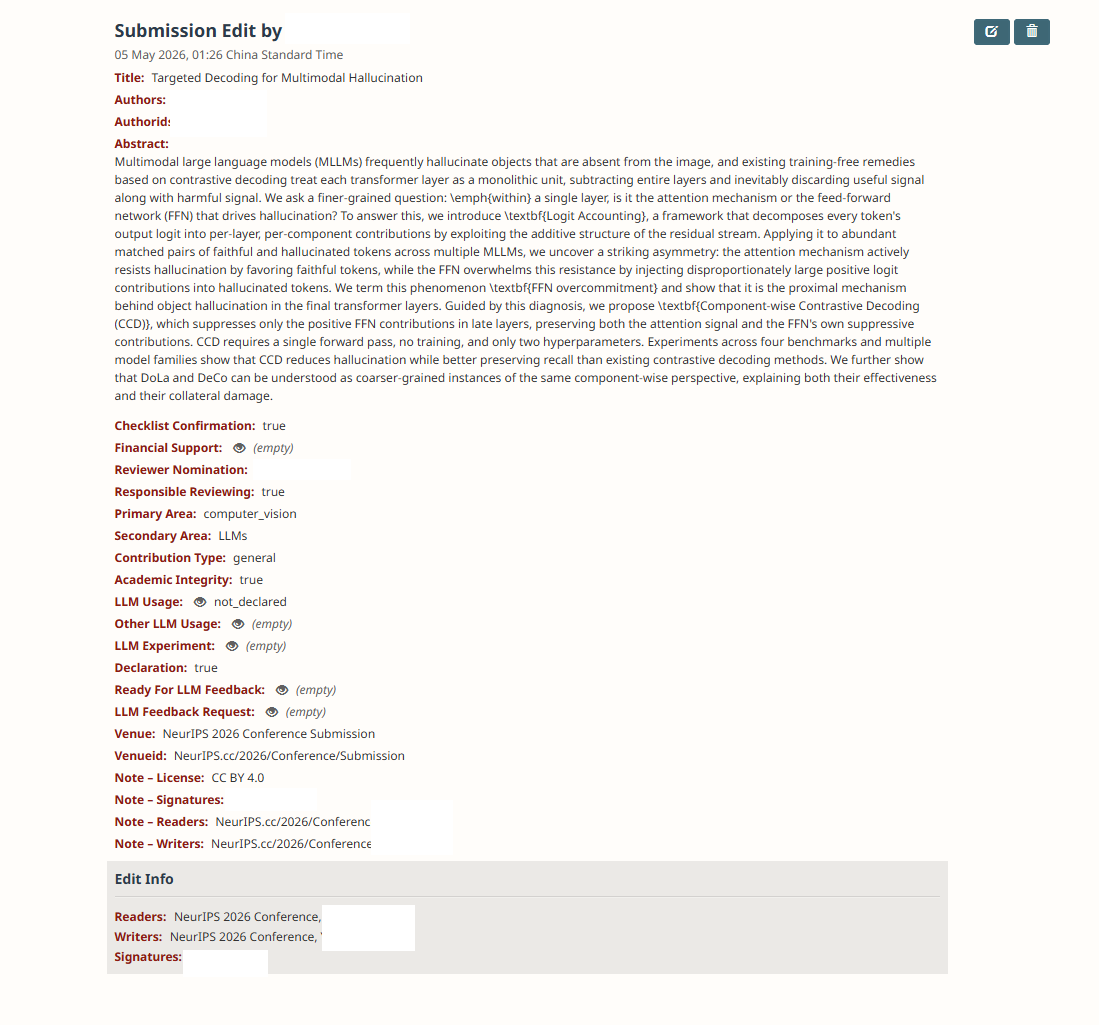 Submission Edit by
05 May 2026, 01:26 China Standard Time
Title: Targeted Decoding for Multimodal Hallucination
Authors:
Authorids
Abstract:
Multimodal large language models (MLLMs) frequently hallucinate objects that are absent from the image, and existing training-free remedies
based on contrastive decoding treat each transformer layer as a monolithic unit, subtracting entire layers and inevitably discarding useful signal
along with harmful signal. We ask a finer-grained question: \emph{within} a single layer, is it the attention mechanism or the feed-forward
network (FFN) that drives hallucination? To answer this, we introduce \textbf{Logit Accounting}, a framework that decomposes every token's
output logit into per-layer, per-component contributions by exploiting the additive structure of the residual stream. Applying it to abundant
matched pairs of faithful and hallucinated tokens across multiple MLLMs, we uncover a striking asymmetry: the attention mechanism actively
resists hallucination by favoring faithful tokens, while the FFN overwhelms this resistance by injecting disproportionately large positive logit
contributions into hallucinated tokens. We term this phenomenon \textbf{FFN overcommitment} and show that it is the proximal mechanism
behind object hallucination in the final transformer layers. Guided by this diagnosis, we propose \textbf{Component-wise Contrastive Decoding
(CCD)}, which suppresses only the positive FFN contributions in late layers, preserving both the attention signal and the FFN's own suppressive
contributions. CCD requires a single forward pass, no training, and only two hyperparameters. Experiments across four benchmarks and multiple
model families show that CCD reduces hallucination while better preserving recall than existing contrastive decoding methods. We further show
that DoLa and DeCo can be understood as coarser-grained instances of the same component-wise perspective, explaining both their effectiveness
and their collateral damage.
Checklist Confirmation: true
Financial Support: (empty)
Reviewer Nomination:
Responsible Reviewing: true
Primary Area: computer_vision
Secondary Area: LLMs
Contribution Type: general
Academic Integrity: true
LLM Usage: not_declared
Other LLM Usage: (empty)
LLM Experiment: (empty)
Declaration: true
Ready For LLM Feedback: (empty)
LLM Feedback Request: (empty)
Venue: NeurIPS 2026 Conference Submission
Venueid: NeurIPS.cc/2026/Conference/Submission
Note – License: CC BY 4.0
Note – Signatures:
Note – Readers: NeurIPS.cc/2026/Conferenc
Note – Writers: NeurIPS.cc/2026/Conference
Edit Info
Readers: NeurIPS 2026 Conference,
Writers: NeurIPS 2026 Conference,
Signatures: